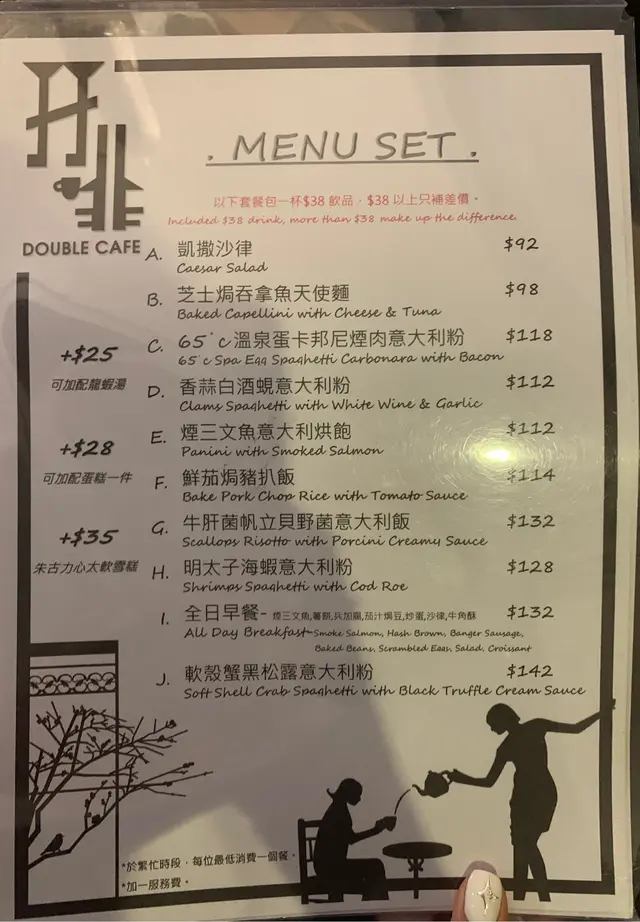 DOUBLE CAFE
. MENU SET .
以下套餐包一杯$38 飲品，$38 以上只補差價。
Included $38 drink, more than $38 make up the difference.
A. 凱撒沙律 $92
Caesar Salad
B. 芝士焗吞拿魚天使麵 $98
Baked Capellini with Cheese & Tuna
C. 65°c 溫泉蛋卡邦尼煙肉意大利粉 $118
65°c Spa Egg Spaghetti Carbonara with Bacon
D. 香蒜白酒蜆意大利粉 $112
Clams Spaghetti with White Wine & Garlic
E. 煙三文魚意大利烘飽 $112
Panini with Smoked Salmon
F. 鮮茄焗豬扒飯 $114
Bake Pork Chop Rice with Tomato Sauce
G. 牛肝菌帆立貝野菌意大利飯 $132
Scallops Risotto with Porcini Creamy Sauce
H. 明太子海蝦意大利粉 $128
Shrimps Spaghetti with Cod Roe
I. 全日早餐- 煙三文魚,薯餅,兵加腸,茄汁焗豆,炒蛋,沙律,牛角酥 $132
All Day Breakfast-Smoke Salmon, Hash Brown, Banger Sausage,
Baked Beans, Scrambled Eggs, Salad, Croissant
J. 軟殼蟹黑松露意大利粉 $142
Soft Shell Crab Spaghetti with Black Truffle Cream Sauce
+$25
可加配龍蝦湯
+$28
可加配蛋糕一件
+$35
朱古力心太軟雪糕
*於繁忙時段，每位最低消費一個餐。
*加一服務費。